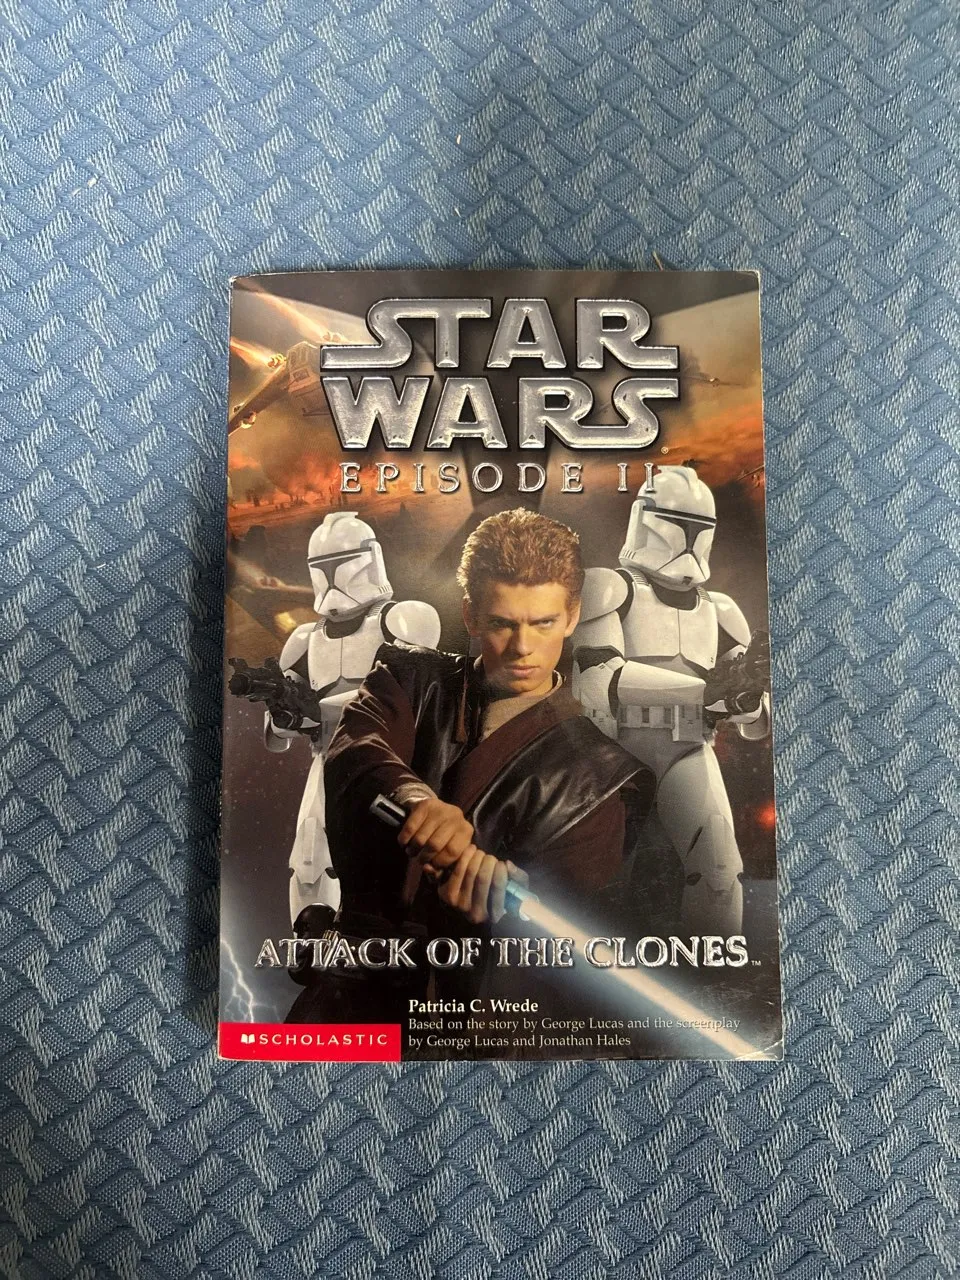 STAR
WARS®
EPISODE II
ATTACK OF THE CLONES™
Patricia C. Wrede
Based on the story by George Lucas and the screenplay
by George Lucas and Jonathan Hales
SCHOLASTIC